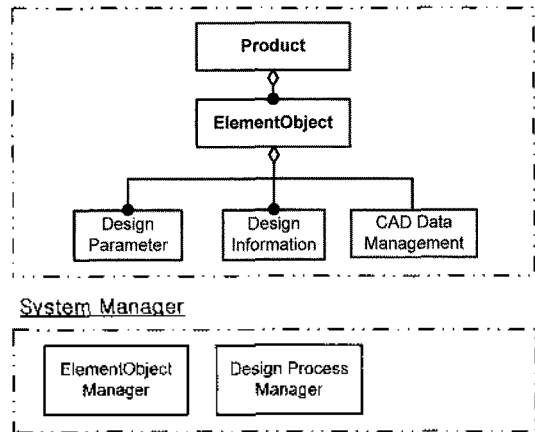 Product
ElementObject
Design
Parameter
Design
Information
CAD Data
Management
System Manager
ElementObject
Manager
Design Process
Manager